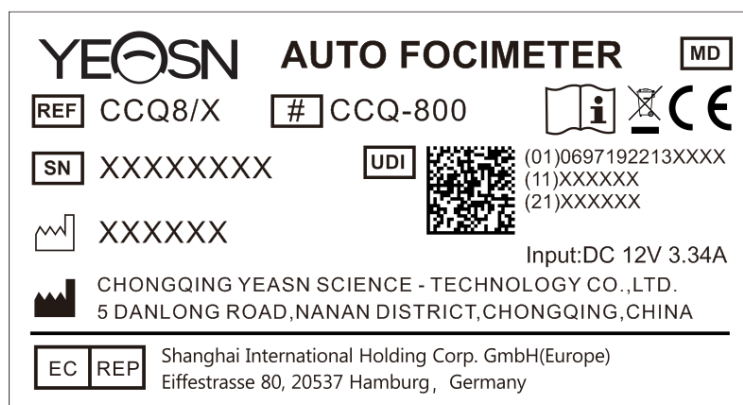 YEASN AUTO FOCIMETER MD
REF CCQ8/X # CCQ-800
SN XXXXXXXX UDI (01)0697192213XXXX
(11)XXXXXX
(21)XXXXXX
XXXXXX
Input:DC 12V 3.34A
CHONGQING YEASN SCIENCE - TECHNOLOGY CO.,LTD.
5 DANLONG ROAD,NANAN DISTRICT,CHONGQING,CHINA
EC REP Shanghai International Holding Corp. GmbH(Europe)
Eiffestrasse 80, 20537 Hamburg, Germany